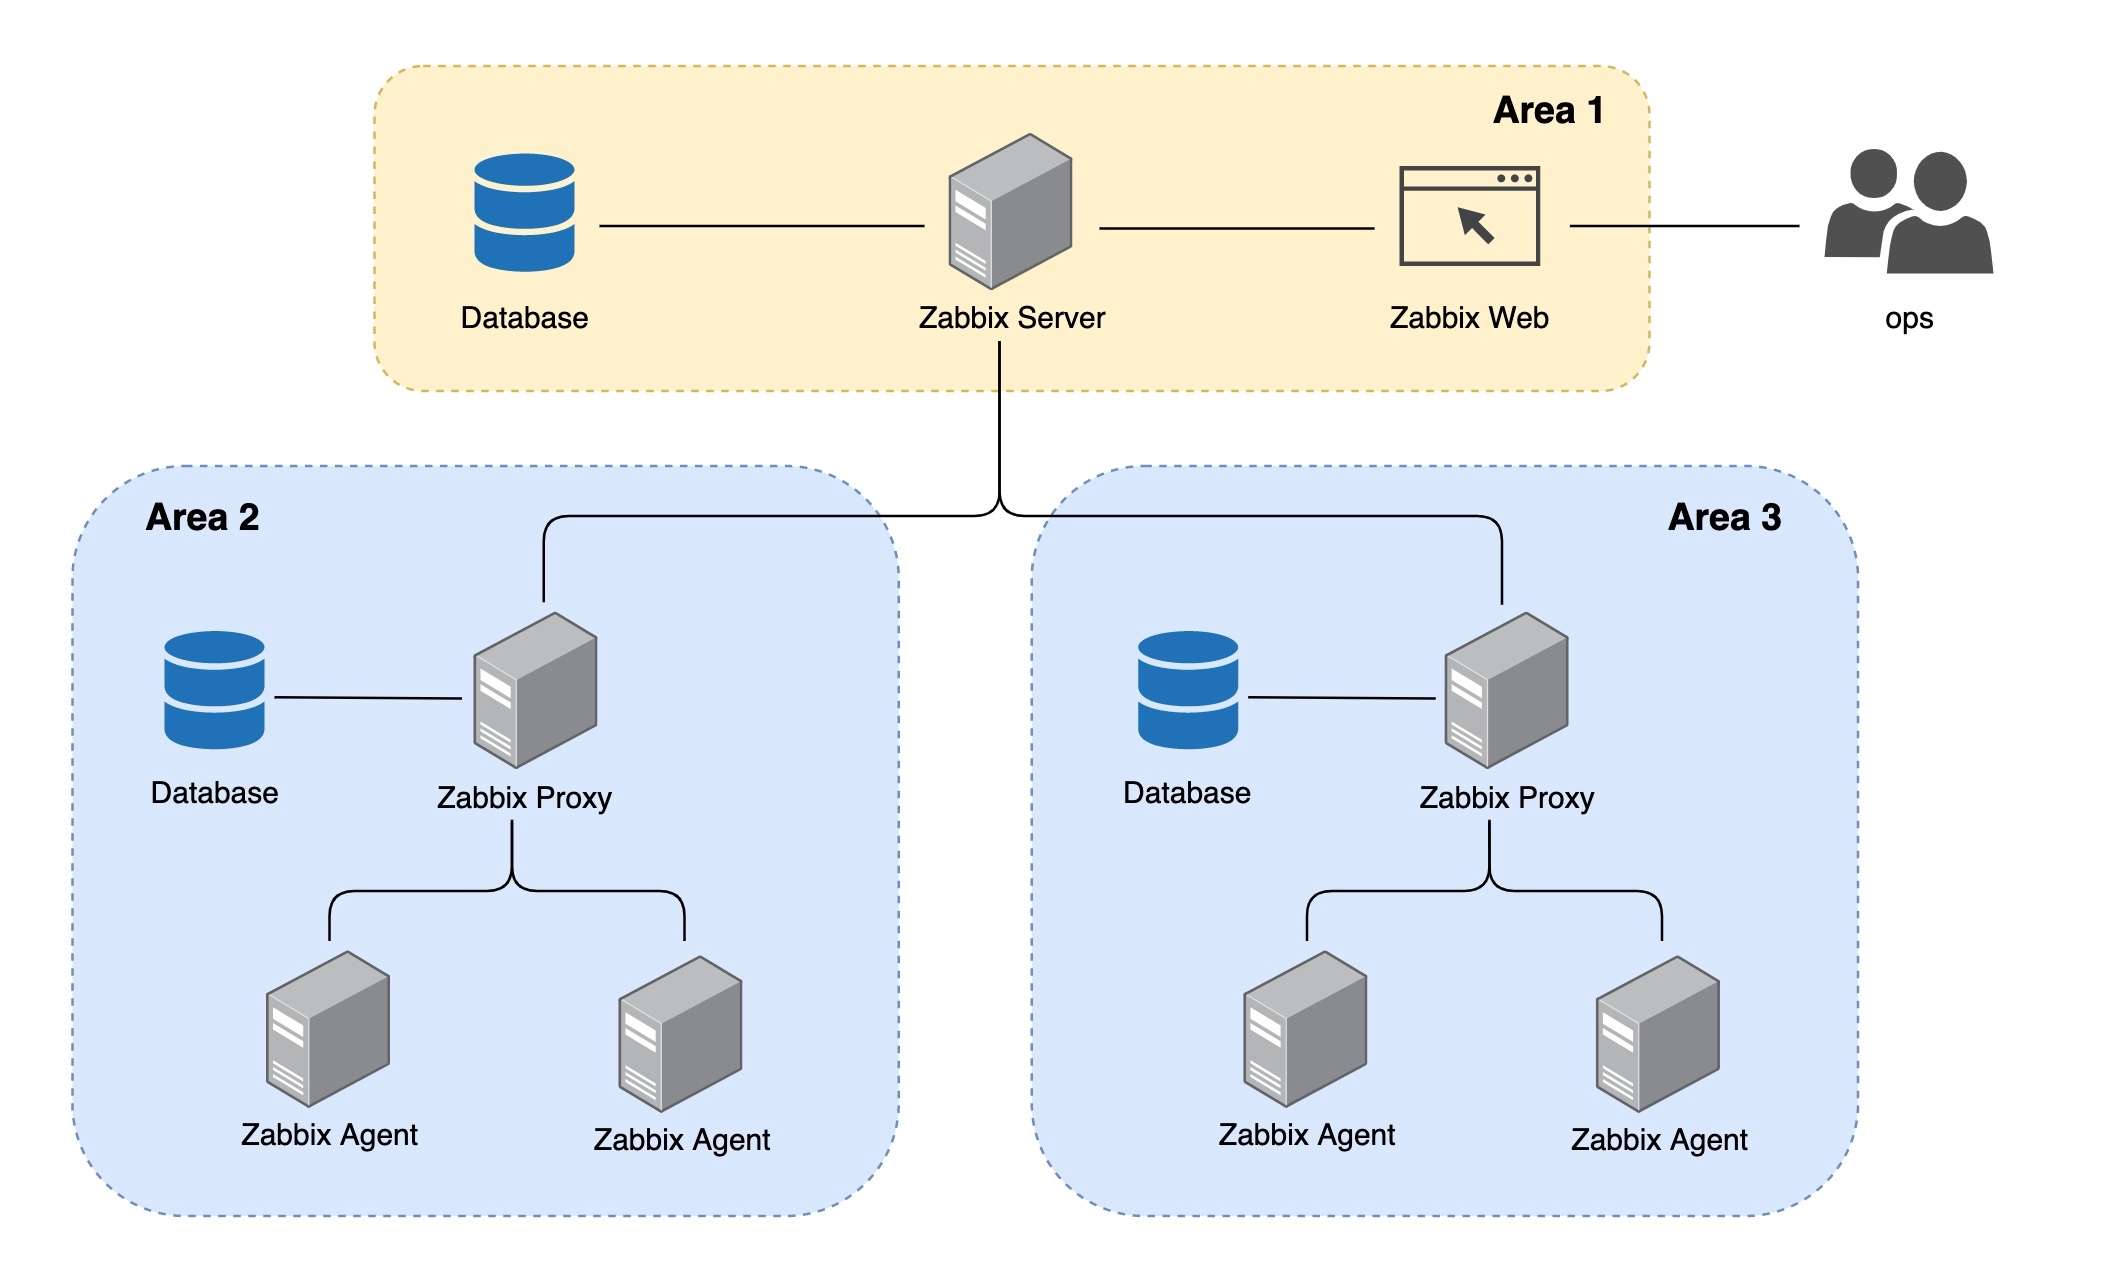 Area 1
Database
Zabbix Server
Zabbix Web
ops
Area 2
Database
Zabbix Proxy
Zabbix Agent
Zabbix Agent
Area 3
Database
Zabbix Proxy
Zabbix Agent
Zabbix Agent